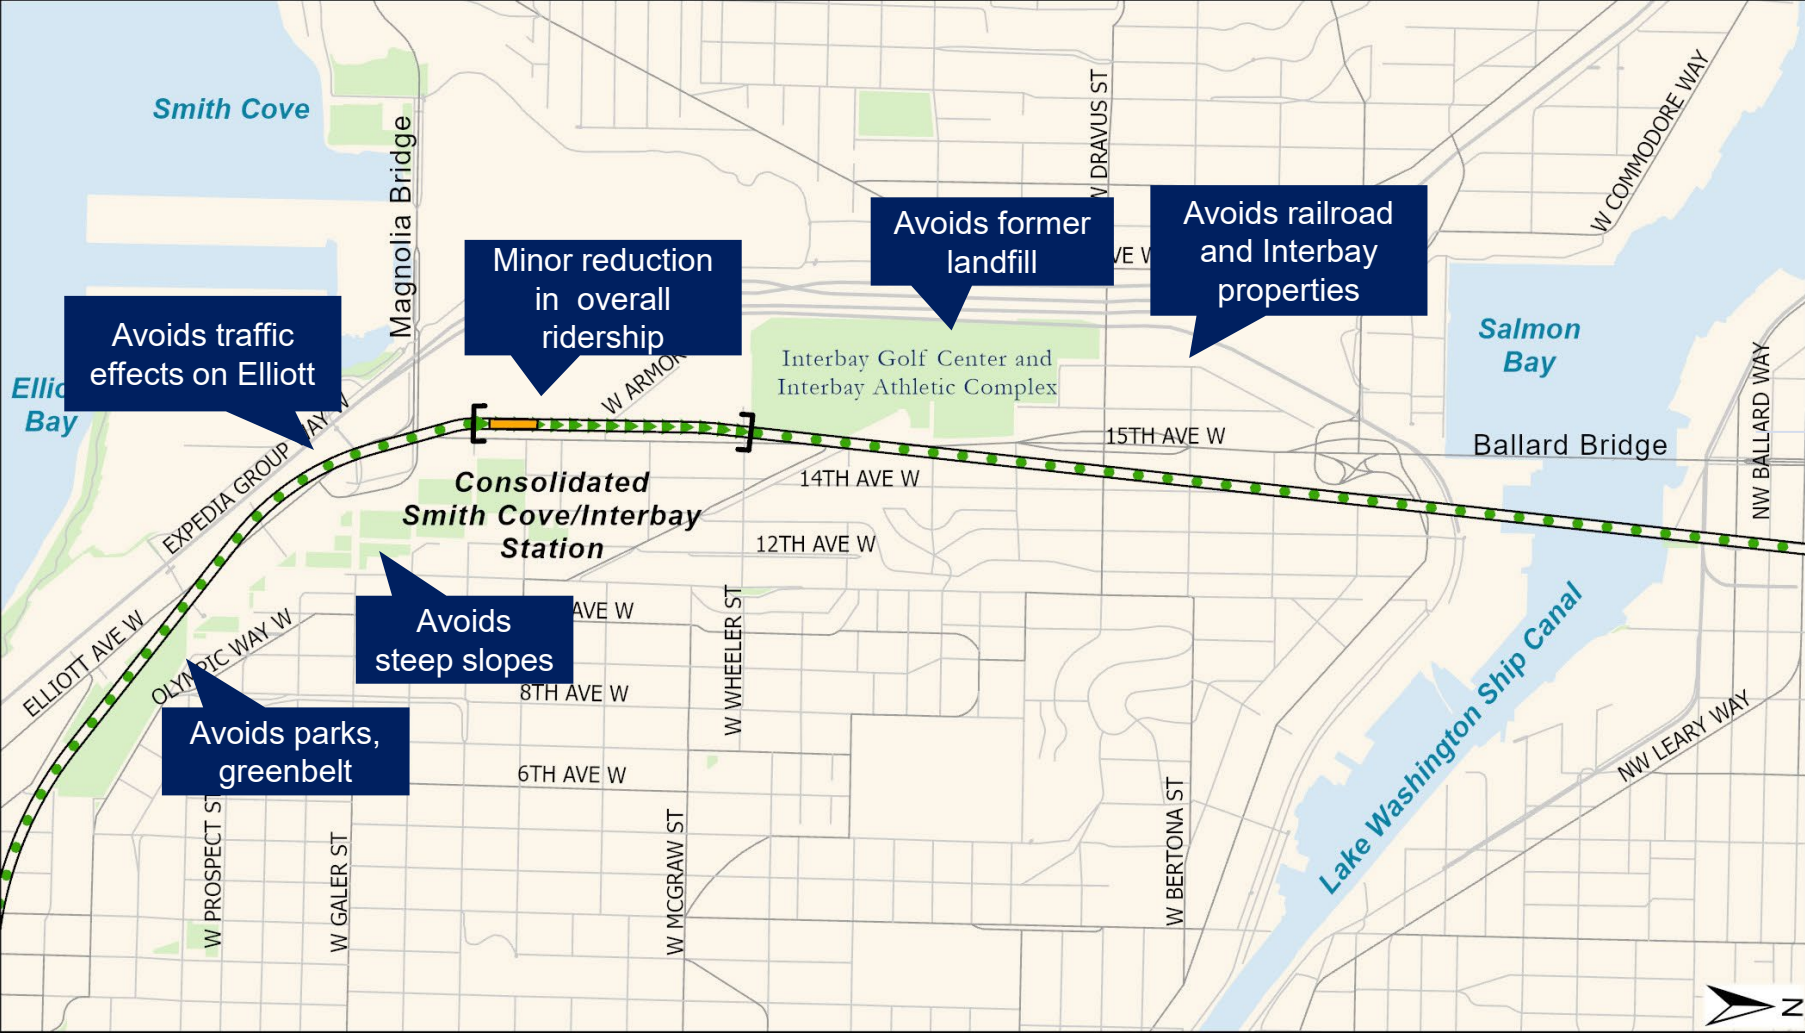 Smith Cove
Magnolia Bridge
W DRAVUS ST
W COMMODORE WAY
Avoids former
landfill
Avoids railroad
and Interbay
properties
VE W
Minor reduction
in overall
ridership
Avoids traffic
effects on Elliott
Salmon
Bay
Interbay Golf Center and
Interbay Athletic Complex
W ARMOR
Bay
EXPEDIA GROUP WAY W
15TH AVE W
Ballard Bridge
NW BALLARD WAY
14TH AVE W
Consolidated
Smith Cove/Interbay
Station
12TH AVE W
Avoids
steep slopes
AVE W
W WHEELER ST
ELLIOTT AVE W
OLYMPIC WAY W
8TH AVE W
Avoids parks,
greenbelt
6TH AVE W
Lake Washington Ship Canal
NW LEARY WAY
W PROSPECT ST
W GALER ST
W MCGRAW ST
W BERTONA ST
N